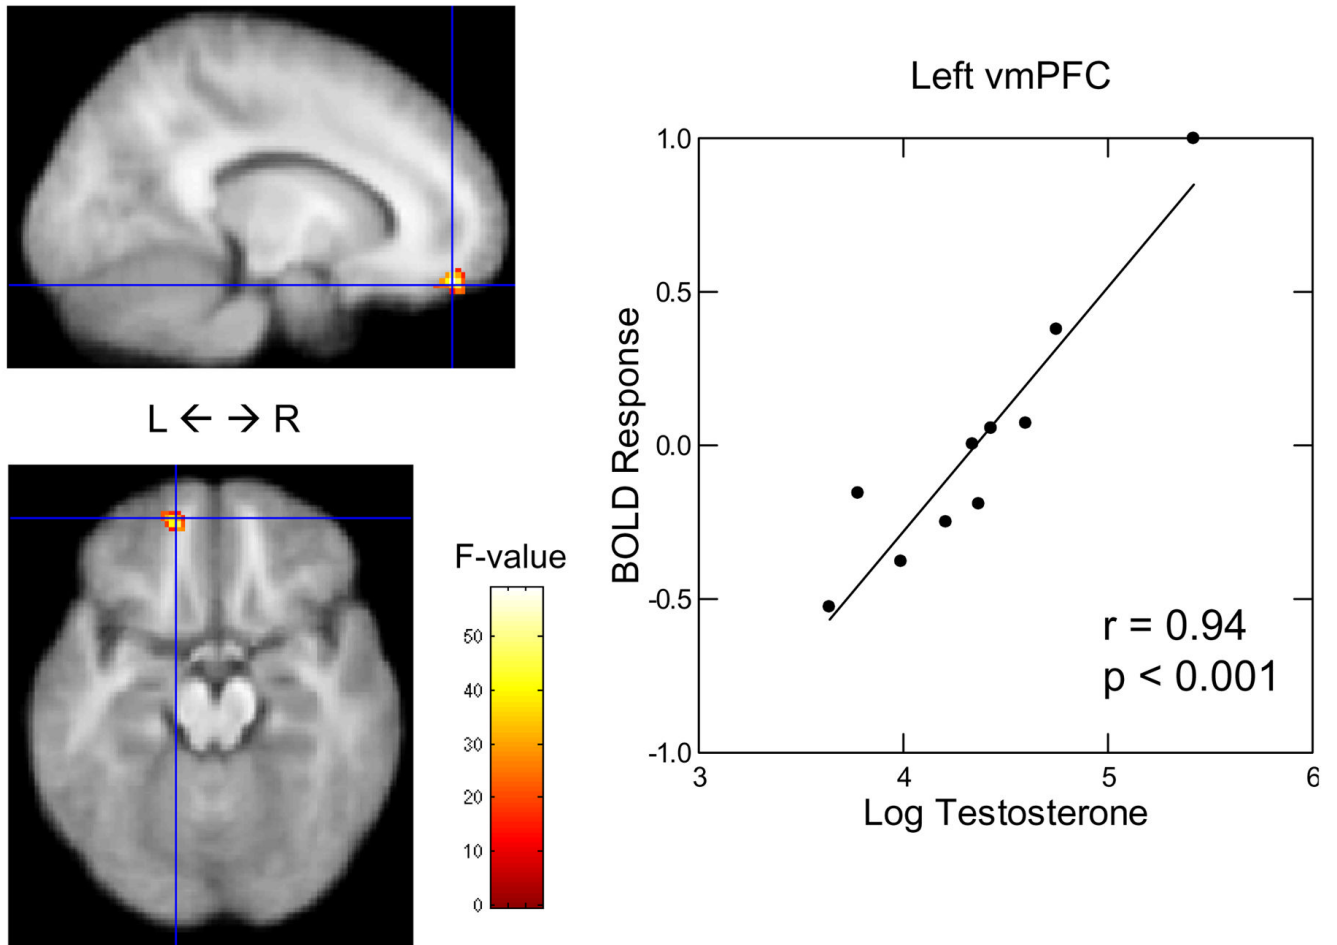 L ← → R
F-value
50
40
30
20
10
0
Left vmPFC
1.0
0.5
0.0
-0.5
-1.0
BOLD Response
3 4 5 6
Log Testosterone
r = 0.94
p < 0.001